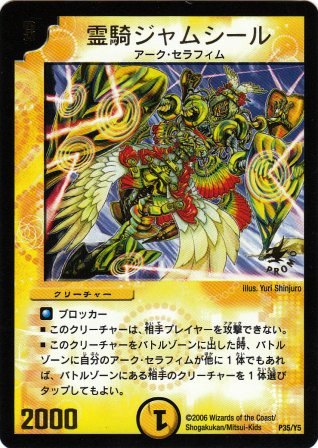 霊騎ジャムシール
アーク・セラフィム
PROMO
illus. Yuri Shinjuro
クリーチャー
ブロッカー
■ このクリーチャーは、相手プレイヤーを攻撃できない。
■ このクリーチャーをバトルゾーンに出した時、バトル
ゾーンに自分のアーク・セラフィムが他に1体でもあれ
ば、バトルゾーンにある相手のクリーチャーを1体選び
タップしてもよい。
2000
1
©2006 Wizards of the Coast/
Shogakukan/Mitsui-Kids
P35/Y5